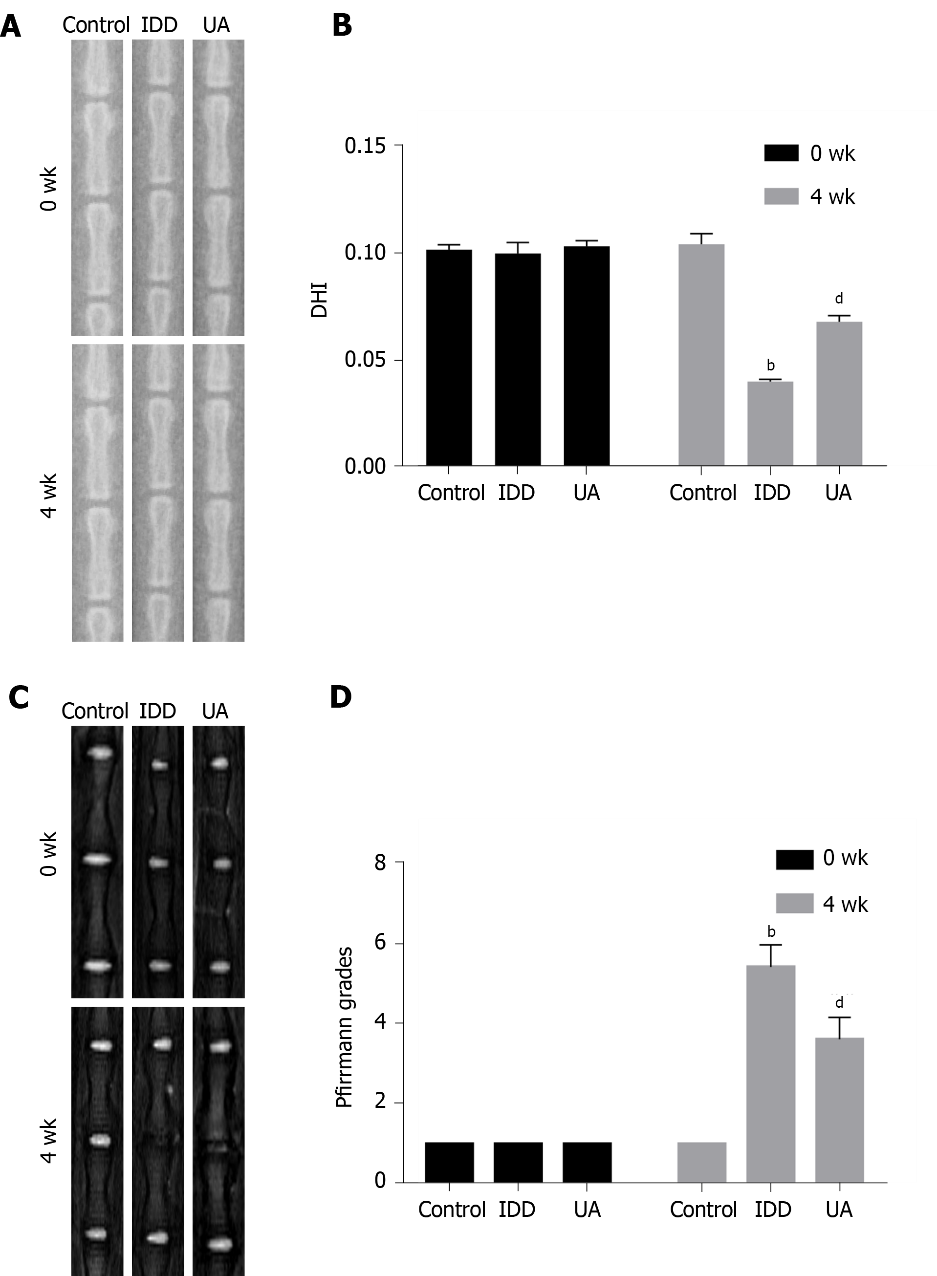 A
Control IDD UA
0 wk
4 wk
B
0.15
0.10
0.05
0.00
DHI
0 wk
4 wk
b
d
Control IDD UA
Control IDD UA
C
Control IDD UA
0 wk
4 wk
D
8
6
4
2
0
Pfirrmann grades
0 wk
4 wk
b
d
Control IDD UA
Control IDD UA